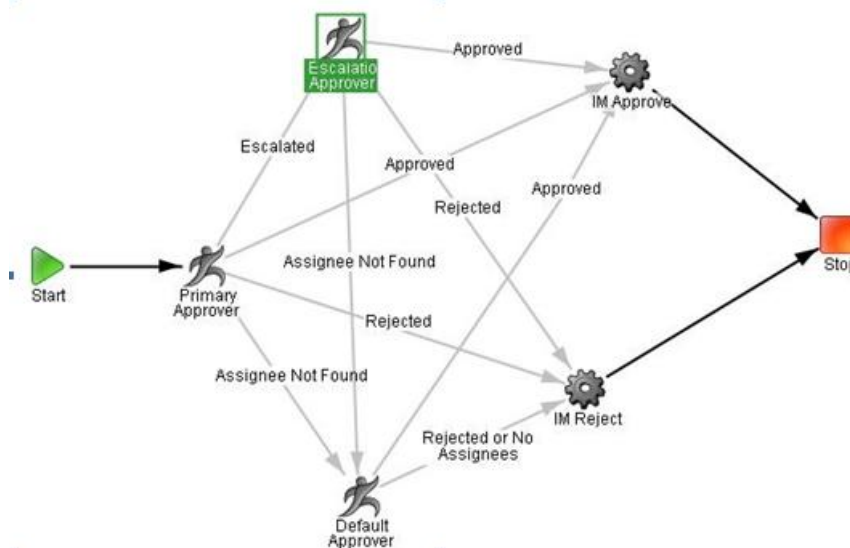 Approved
Escalatio
Approver
IM Approve
Escalated
Approved
Approved
Rejected
Assignee Not Found
Start
Primary
Approver
Stop
Rejected
Assignee Not Found
IM Reject
Rejected or No
Assignees
Default
Approver